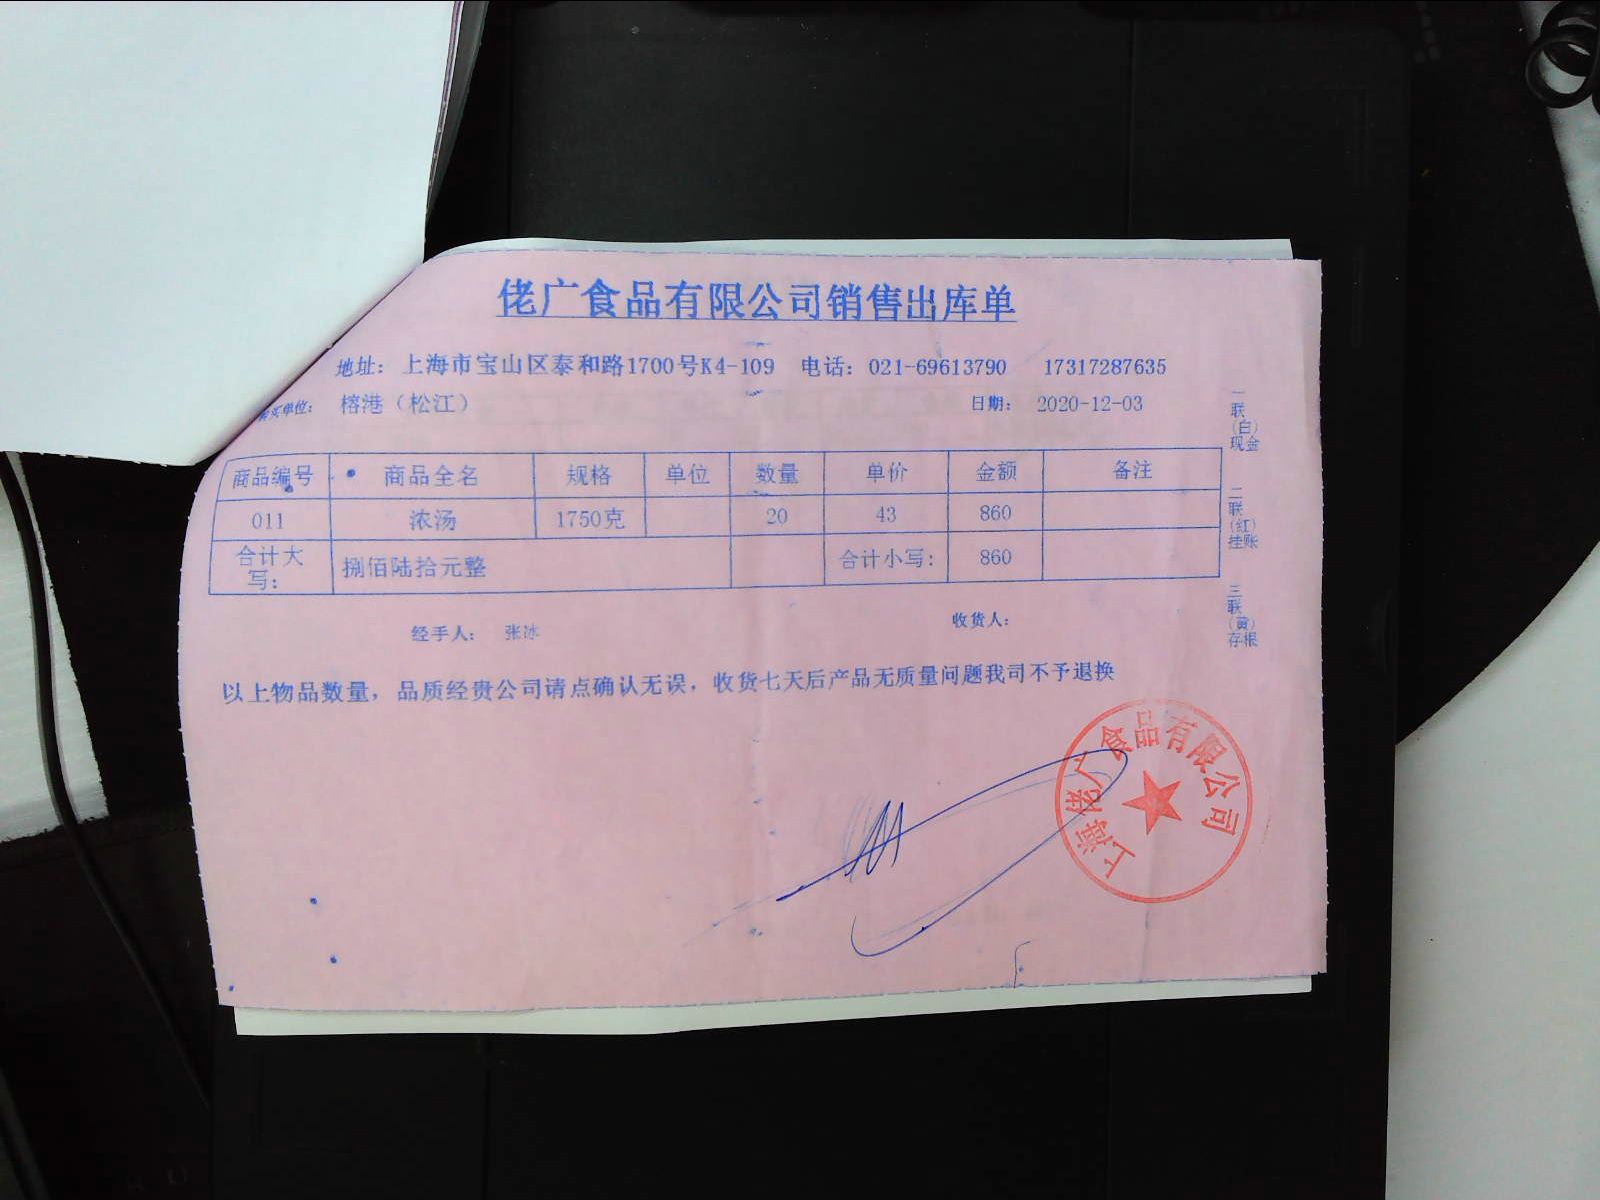 佬广食品有限公司销售出库单
地址: 上海市宝山区泰和路1700号K4-109 电话: 021-69613790 17317287635
购买单位: 榕港（松江） 日期: 2020-12-03
商品编号 商品全名 规格 单位 数量 单价 金额 备注
011 浓汤 1750克 20 43 860
合计大写: 捌佰陆拾元整 合计小写: 860
经手人: 张冰 收货人:
以上物品数量，品质经贵公司请点确认无误，收货七天后产品无质量问题我司不予退换
一联（白）现金
二联（红）挂账
三联（黄）存根
上海佬广食品有限公司